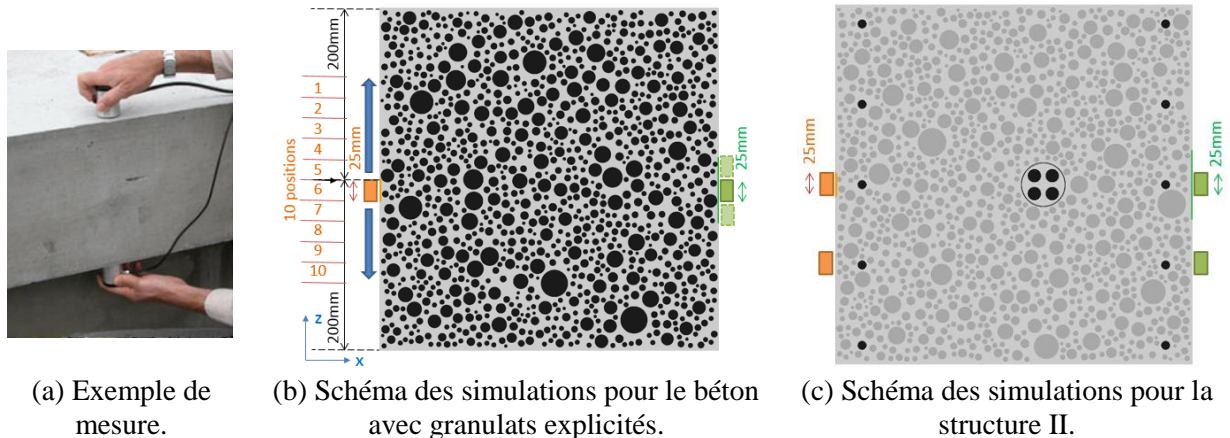 200mm
1
2
3
4
5
6
7
8
9
10
10 positions
25mm
200mm
z
x
25mm
25mm
25mm
(a) Exemple de
mesure.
(b) Schéma des simulations pour le béton
avec granulats explicités.
(c) Schéma des simulations pour la
structure II.